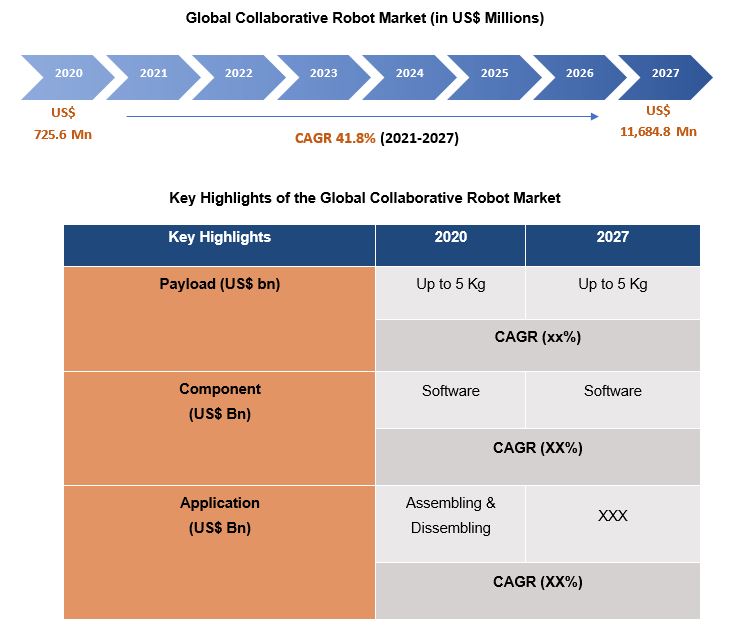 Global Collaborative Robot Market (in US$ Millions)
2020 2021 2022 2023 2024 2025 2026 2027
US$
725.6 Mn
US$
11,684.8 Mn
CAGR 41.8% (2021-2027)
Key Highlights of the Global Collaborative Robot Market
Key Highlights 2020 2027
Payload (US$ bn) Up to 5 Kg Up to 5 Kg
CAGR (xx%)
Component
(US$ Bn)
Software Software
CAGR (XX%)
Application
(US$ Bn)
Assembling &
Dissembling
XXX
CAGR (XX%)